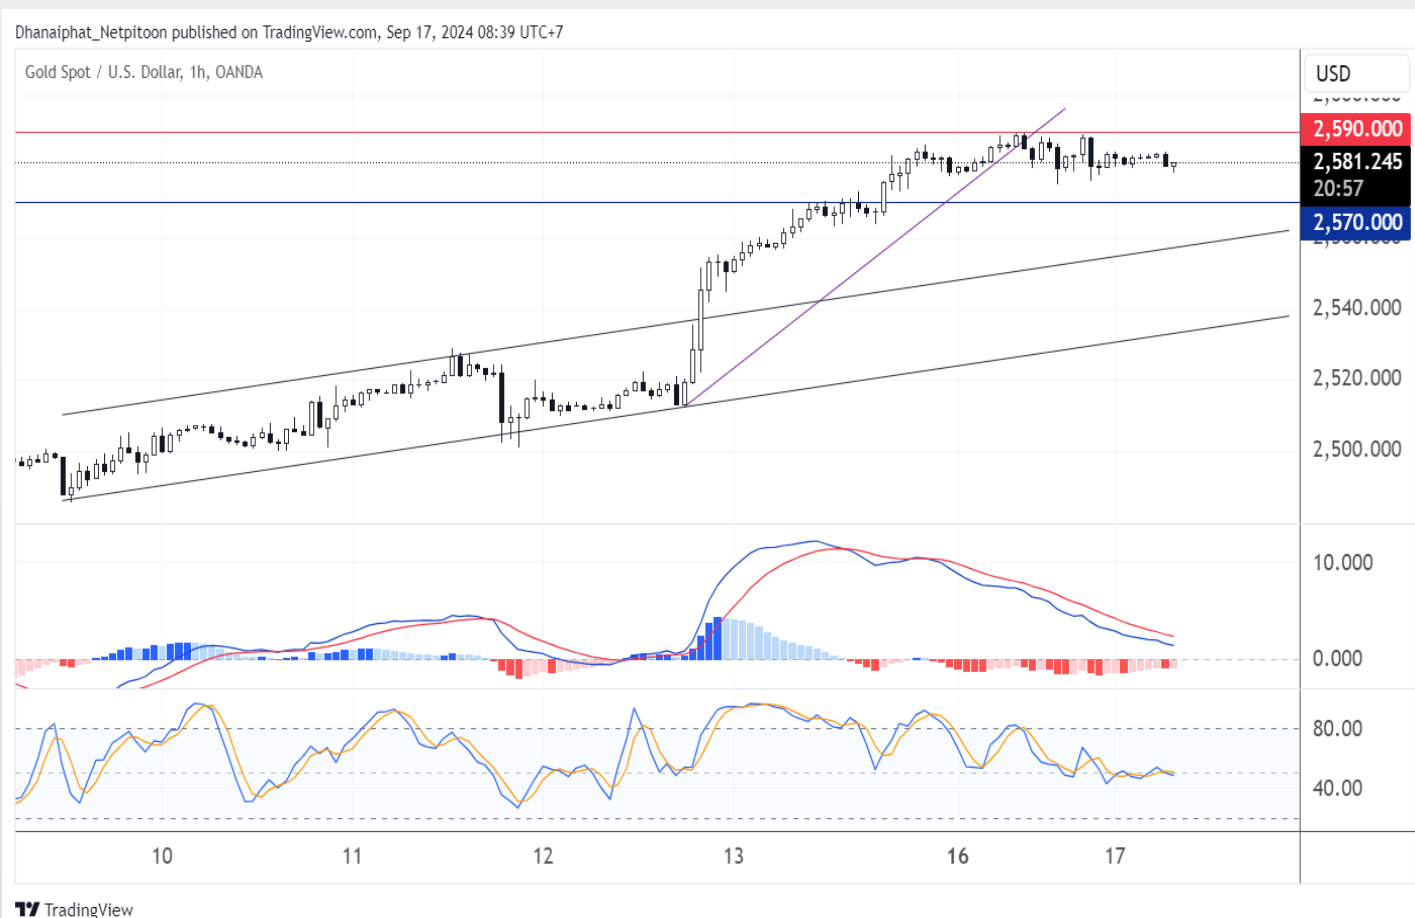 Dhanaiphat_Netpitoon published on TradingView.com, Sep 17, 2024 08:39 UTC+7
Gold Spot / U.S. Dollar, 1h, OANDA
USD
2,590.000
2,581.245
20:57
2,570.000
2,540.000
2,520.000
2,500.000
10.000
0.000
80.00
40.00
10 11 12 13 16 17
TradingView